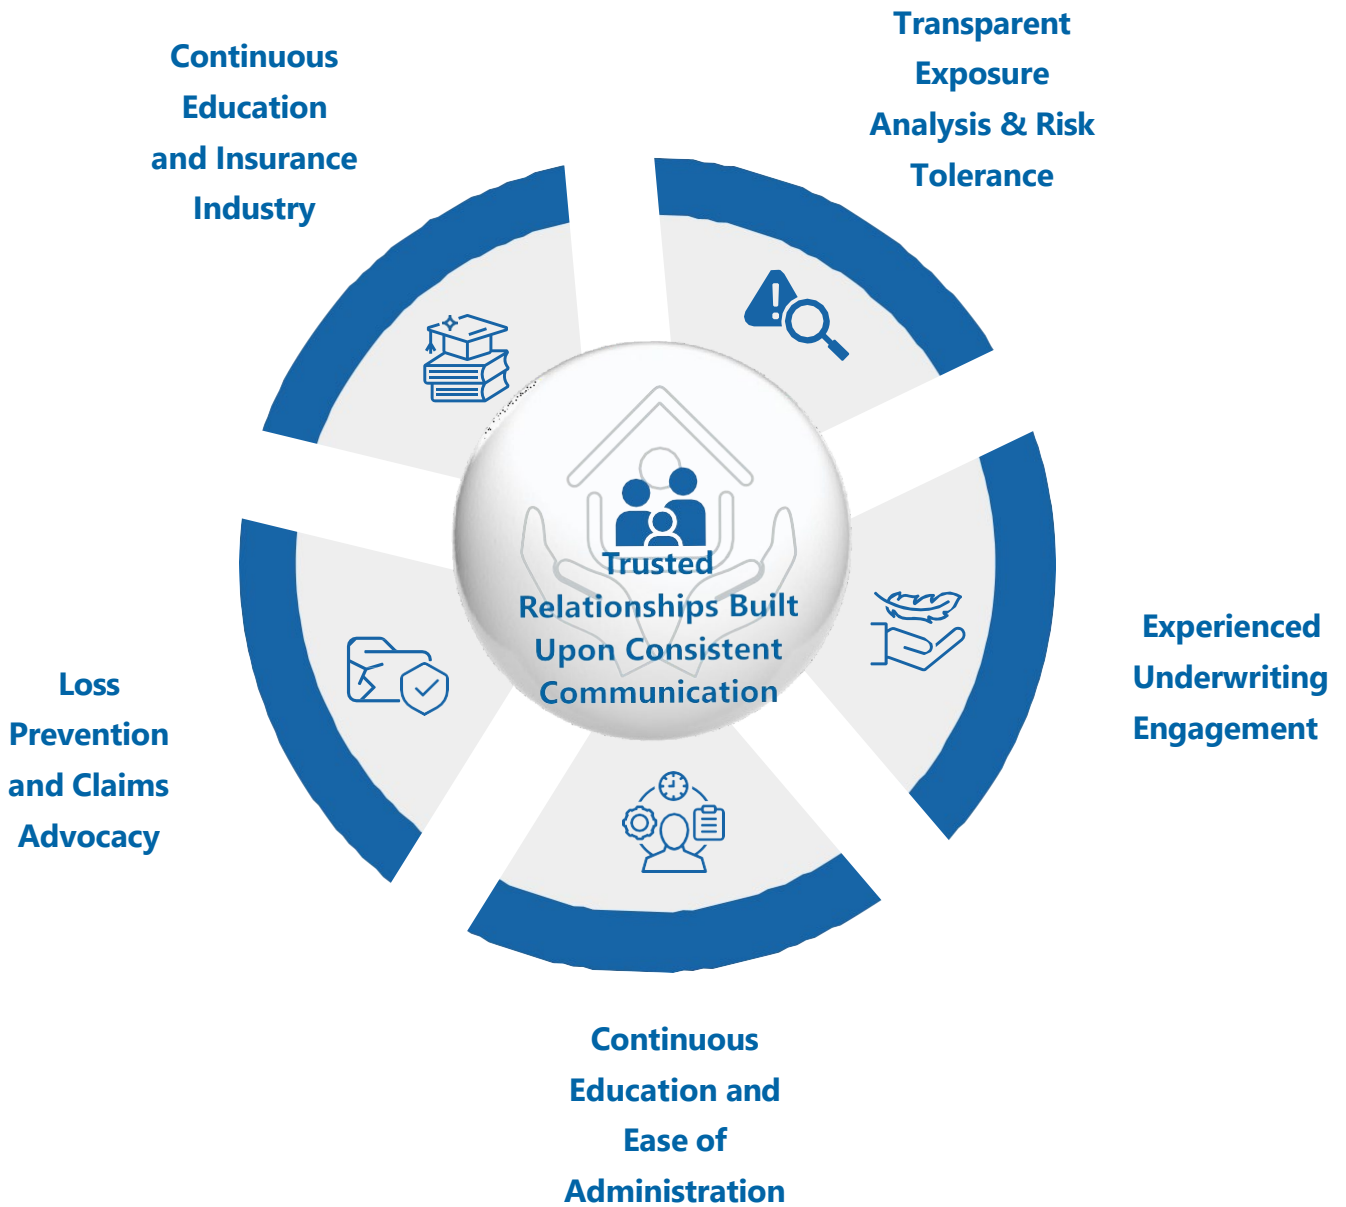 Transparent
Exposure
Analysis & Risk
Tolerance
Continuous
Education
and Insurance
Industry
Trusted
Relationships Built
Upon Consistent
Communication
Experienced
Underwriting
Engagement
Loss
Prevention
and Claims
Advocacy
Continuous
Education and
Ease of
Administration